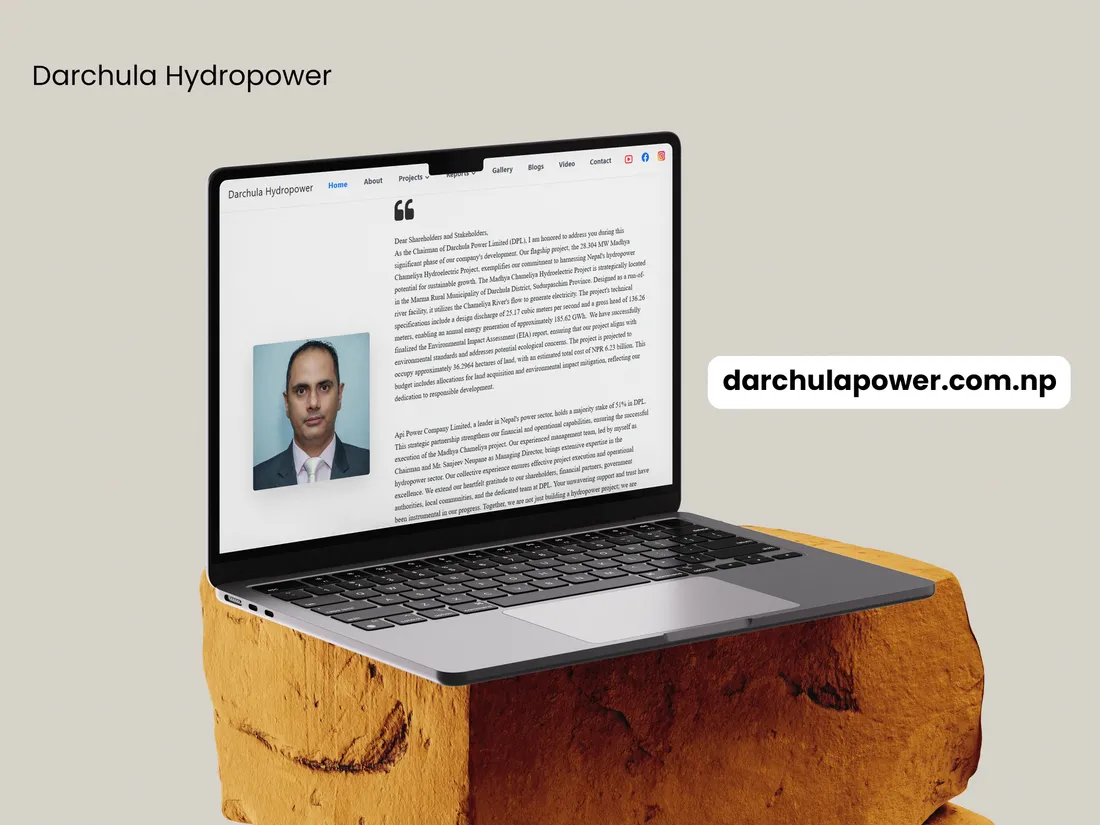 Darchula Hydropower
Darchula Hydropower
Home
About
Projects
Reports
Gallery
Blogs
Video
Contact
Dear Shareholders and Stakeholders,
As the Chairman of Darchula Power Limited (DPL), I am honored to address you during this
significant phase of our company's development. Our flagship project, the 28.304 MW Madhya
Chameliya Hydroelectric Project, exemplifies our commitment to harnessing Nepal's hydropower
potential for sustainable growth. The Madhya Chameliya Hydroelectric Project is strategically located
in the Marma Rural Municipality of Darchula District, Sudurpaschim Province. Designed as a run-of-
river facility, it utilizes the Chameliya River's flow to generate electricity. The project's technical
specifications include a design discharge of 25.17 cubic meters per second and a gross head of 136.26
meters, enabling an annual energy generation of approximately 185.62 GWh. We have successfully
finalized the Environmental Impact Assessment (EIA) report, ensuring that our project aligns with
environmental standards and addresses potential ecological concerns. The project is projected to
occupy approximately 36.2964 hectares of land, with an estimated total cost of NPR 6.23 billion. This
budget includes allocations for land acquisition and environmental impact mitigation, reflecting our
dedication to responsible development.
Api Power Company Limited, a leader in Nepal's power sector, holds a majority stake of 51% in DPL.
This strategic partnership strengthens our financial and operational capabilities, ensuring the successful
execution of the Madhya Chameliya project. Our experienced management team, led by myself as
Chairman and Mr. Sanjeev Neupane as Managing Director, brings extensive expertise in the
hydropower sector. Our collective experience ensures effective project execution and operational
excellence. We extend our heartfelt gratitude to our shareholders, financial partners, government
authorities, local communities, and the dedicated team at DPL. Your unwavering support and trust have
been instrumental in our progress. Together, we are not just building a hydropower project; we are
darchulapower.com.np